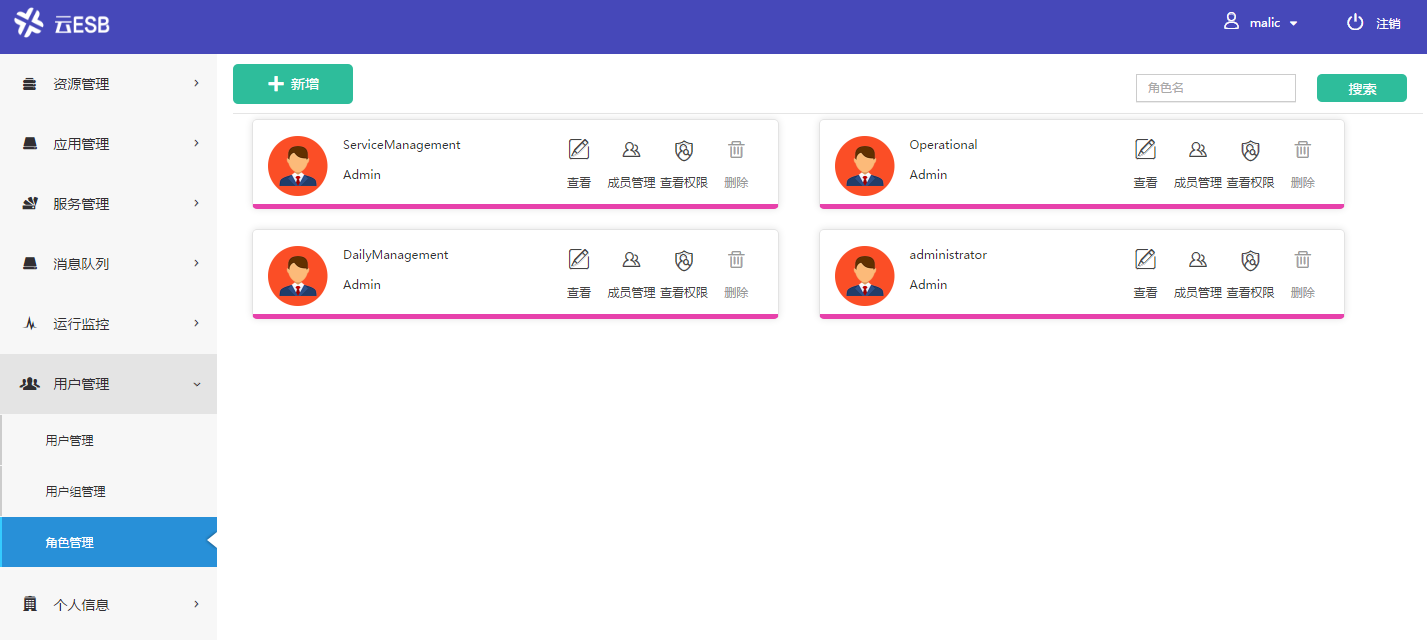 云ESB
malic
注销
资源管理
应用管理
服务管理
消息队列
运行监控
用户管理
用户管理
用户组管理
角色管理
个人信息
新增
角色名
搜索
ServiceManagement
Admin
查看 成员管理 查看权限 删除
Operational
Admin
查看 成员管理 查看权限 删除
DailyManagement
Admin
查看 成员管理 查看权限 删除
administrator
Admin
查看 成员管理 查看权限 删除